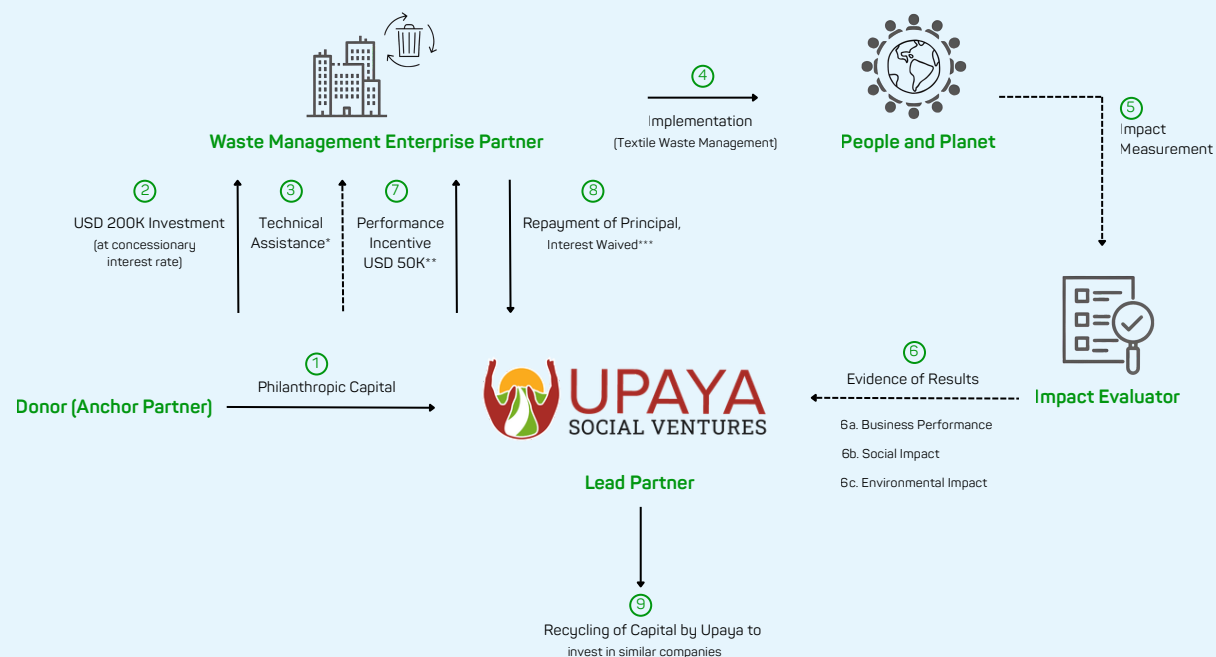 4
Implementation
(Textile Waste Management)
5
Impact
Measurement
Waste Management Enterprise Partner
People and Planet
2
USD 200K Investment
(at concessionary
interest rate)
3
Technical
Assistance*
7
Performance
Incentive
USD 50K**
8
Repayment of Principal,
Interest Waived***
1
Philanthropic Capital
Donor (Anchor Partner)
UPAYA
SOCIAL VENTURES
Lead Partner
6
Evidence of Results
6a. Business Performance
6b. Social Impact
6c. Environmental Impact
Impact Evaluator
9
Recycling of Capital by Upaya to
invest in similar companies